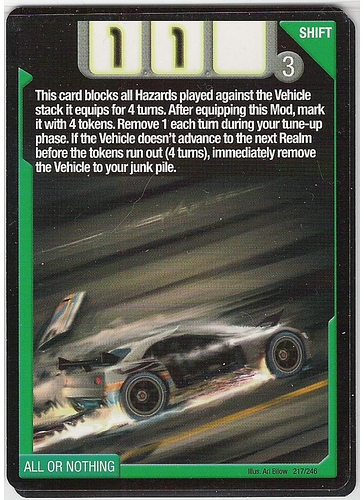 1 1
SHIFT
3
This card blocks all Hazards played against the Vehicle
stack it equips for 4 turns. After equipping this Mod, mark
it with 4 tokens. Remove 1 each turn during your tune-up
phase. If the Vehicle doesn't advance to the next Realm
before the tokens run out (4 turns), immediately remove
the Vehicle to your junk pile.
ALL OR NOTHING
Illus. Ari Bilow 217/246